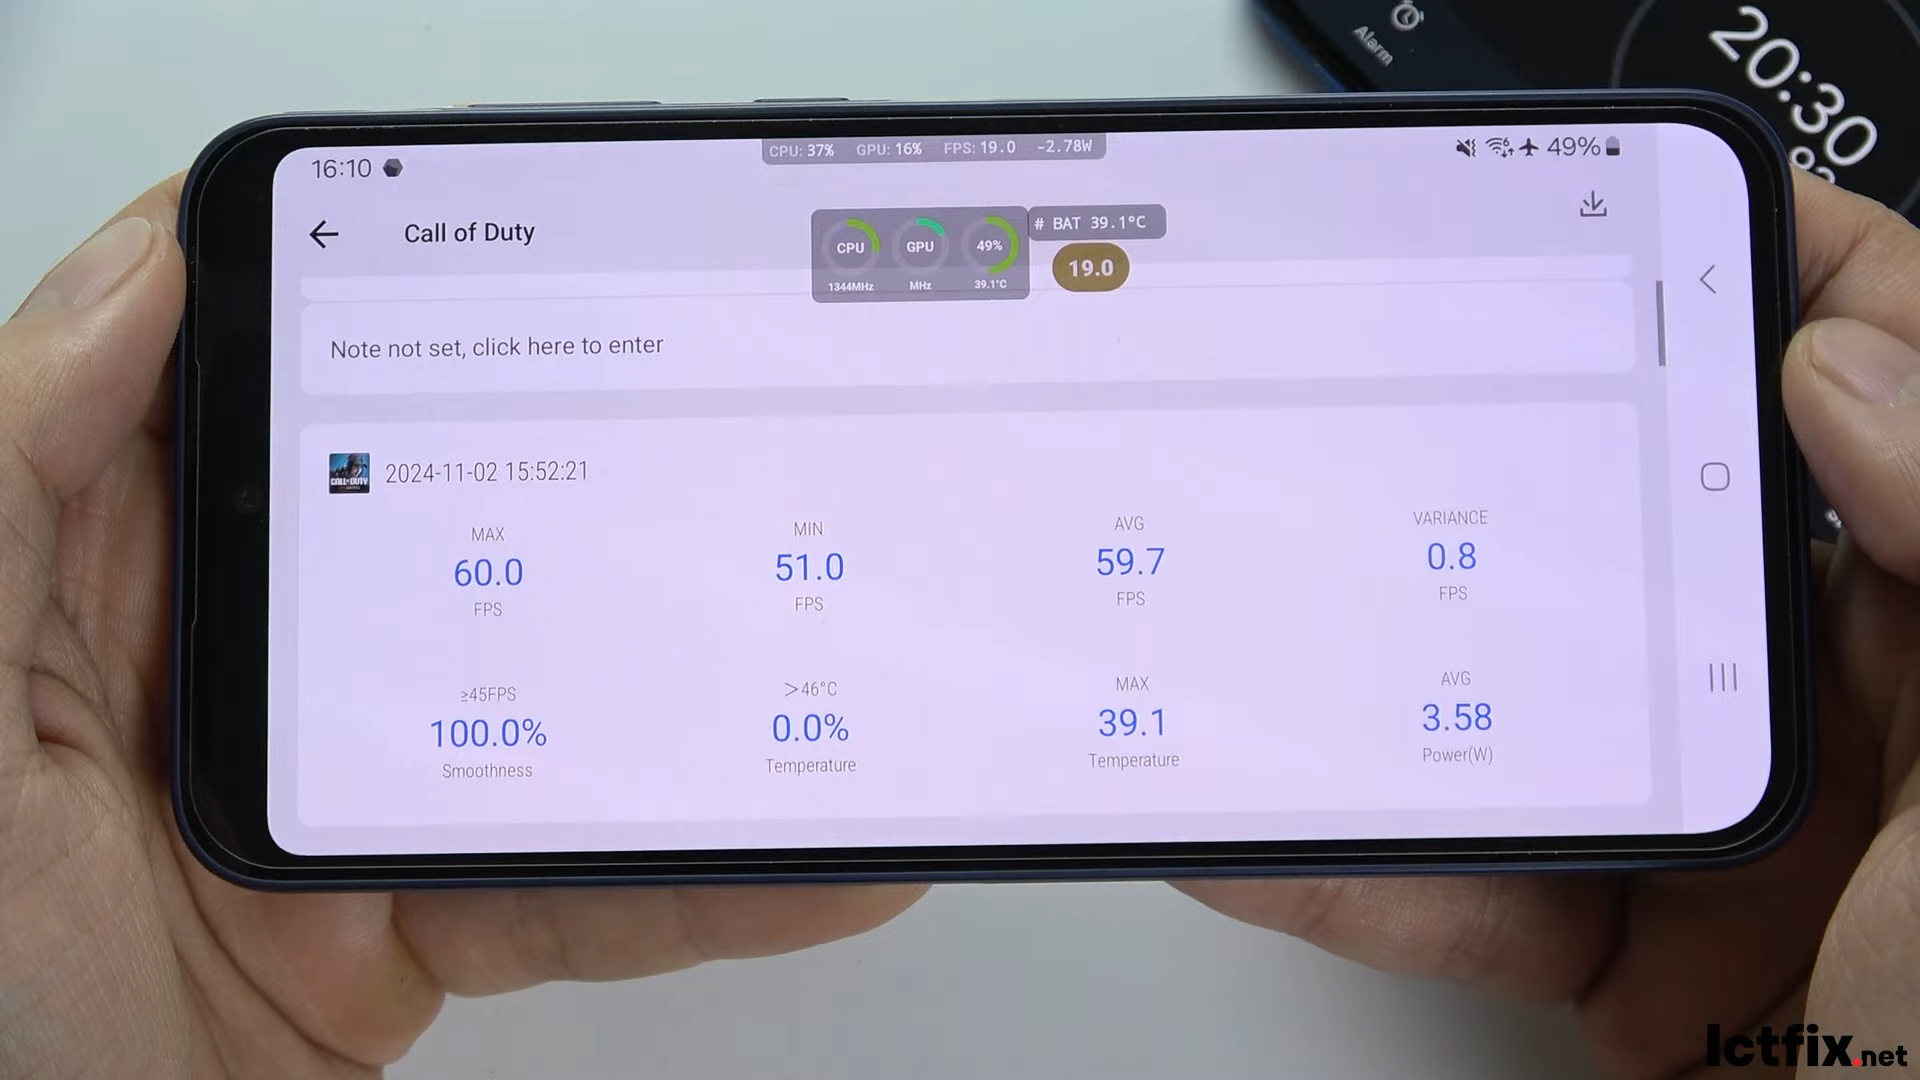 Alarm
20:30
16:10
CPU: 37% GPU: 16% FPS: 19.0 -2.78W
49%
Call of Duty
CPU GPU 49%
1344MHz MHz 39.1°C
# BAT 39.1°C
19.0
Note not set, click here to enter
CALL OF DUTY
2024-11-02 15:52:21
MAX MIN AVG VARIANCE
60.0 51.0 59.7 0.8
FPS FPS FPS FPS
≥45FPS >46°C MAX AVG
100.0% 0.0% 39.1 3.58
Smoothness Temperature Temperature Power(W)
Ictfix.net